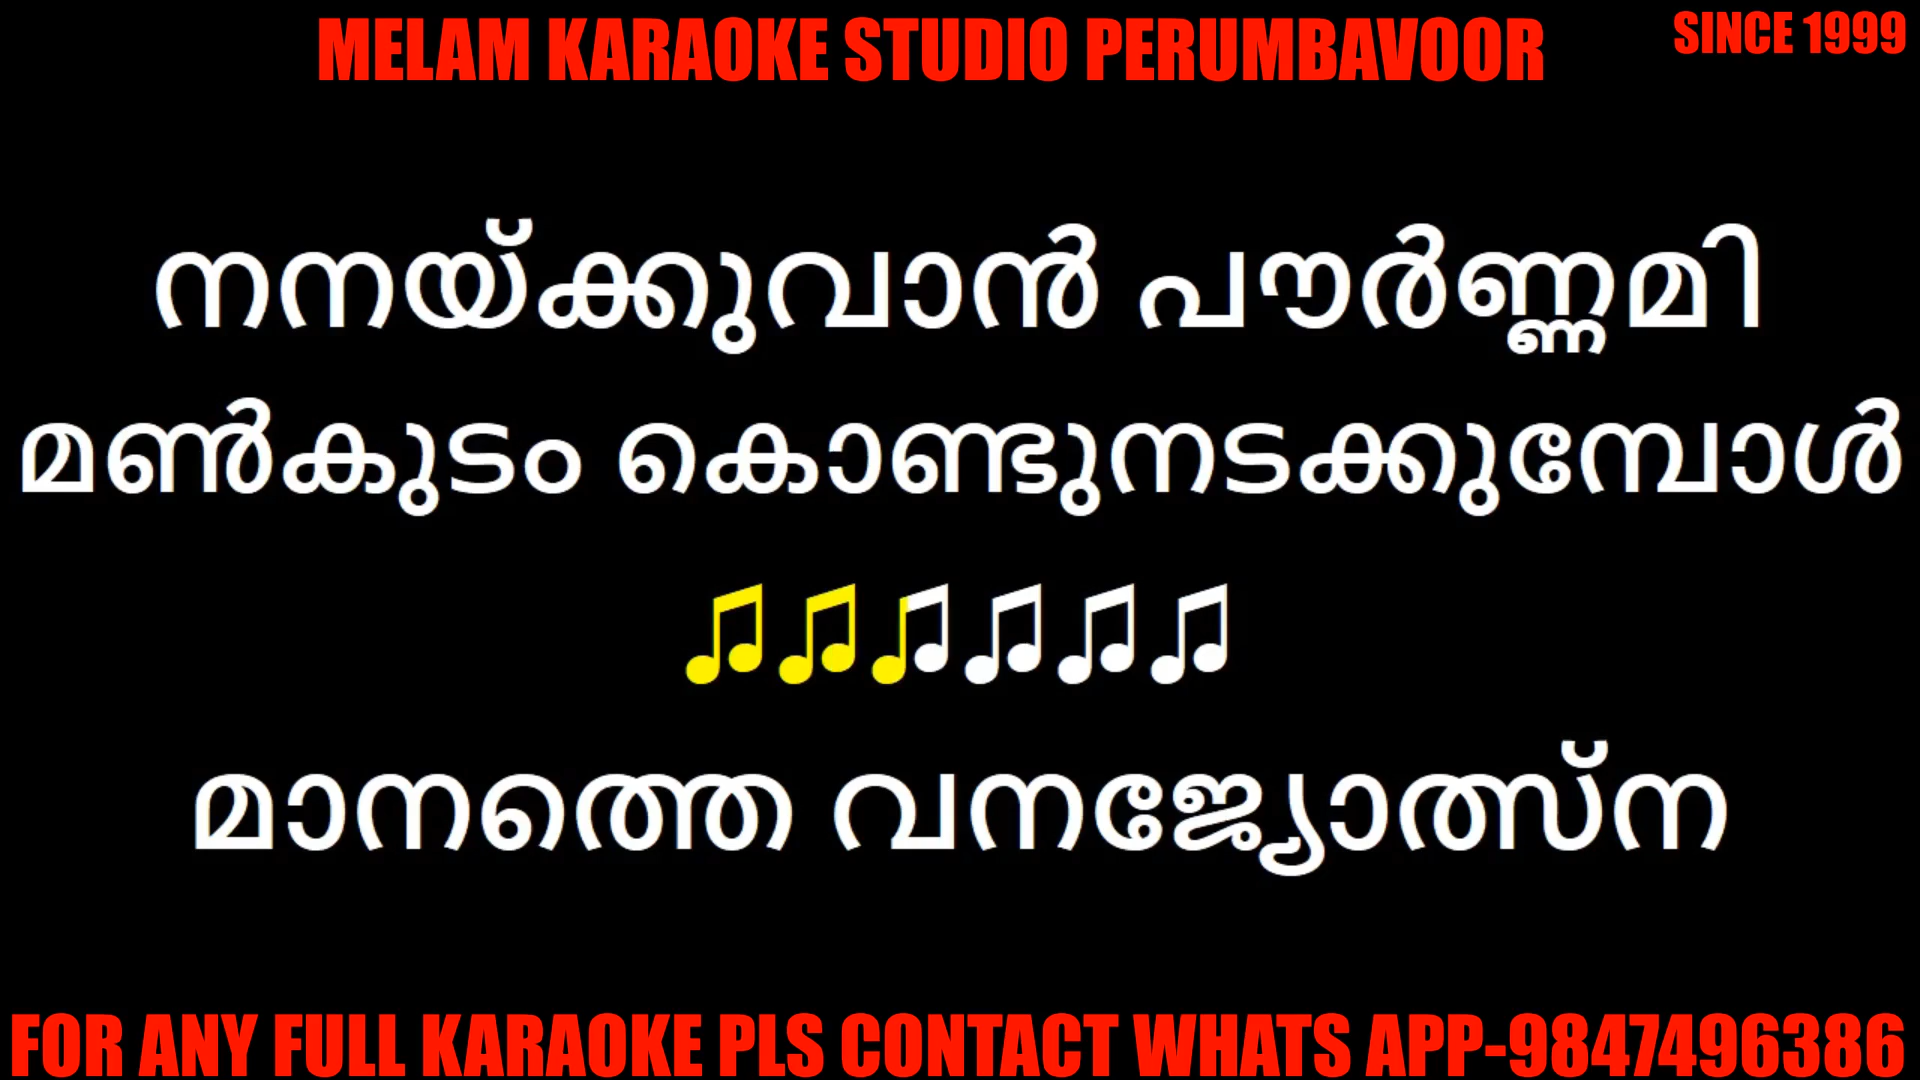 MELAM KARAOKE STUDIO PERUMBAVOOR
SINCE 1999
നനയ്ക്കുവാൻ പൗർണ്ണമി
മൺകുടം കൊണ്ടുനടക്കുമ്പോൾ
♫♫♫♫♫♫
മാനത്തെ വനജ്യോത്സ്ന
FOR ANY FULL KARAOKE PLS CONTACT WHATS APP-9847496386